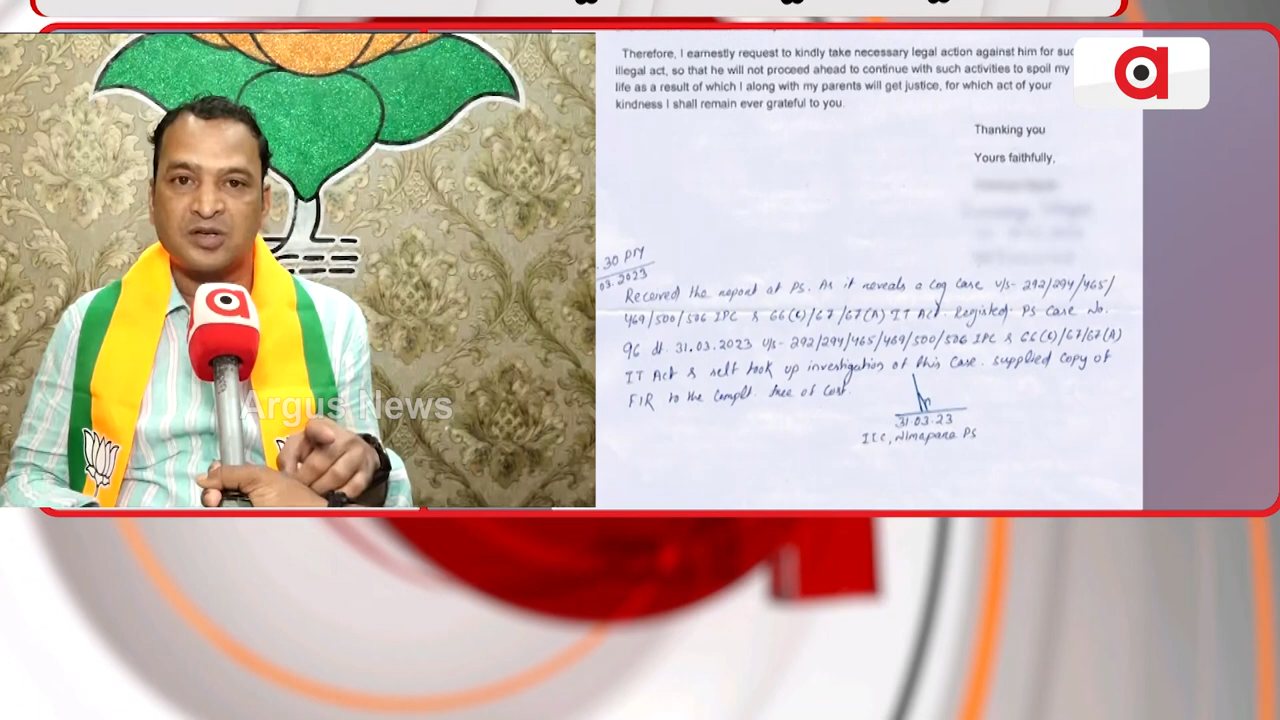 Therefore, I earnestly request to kindly take necessary legal action against him for suc
illegal act, so that he will not proceed ahead to continue with such activities to spoil my
life as a result of which I along with my parents will get justice, for which act of your
kindness I shall remain ever grateful to you.
Thanking you
Yours faithfully,
.30 PM
03.2023
Received the report at PS. As it reveals a cog case u/s- 292/294/465/
469/500/506 IPC & 66(C)/67/67(A) IT Act. Registed. PS Case No.
96 dt. 31.03.2023 u/s- 292/294/465/469/500/506 IPC & 66(C)/67/67(A)
IT Act & self took up investigation of this case. supplied copy of
FIR to the complt. free of cost.
31.03.23
IIC, Nimapara PS
Argus News